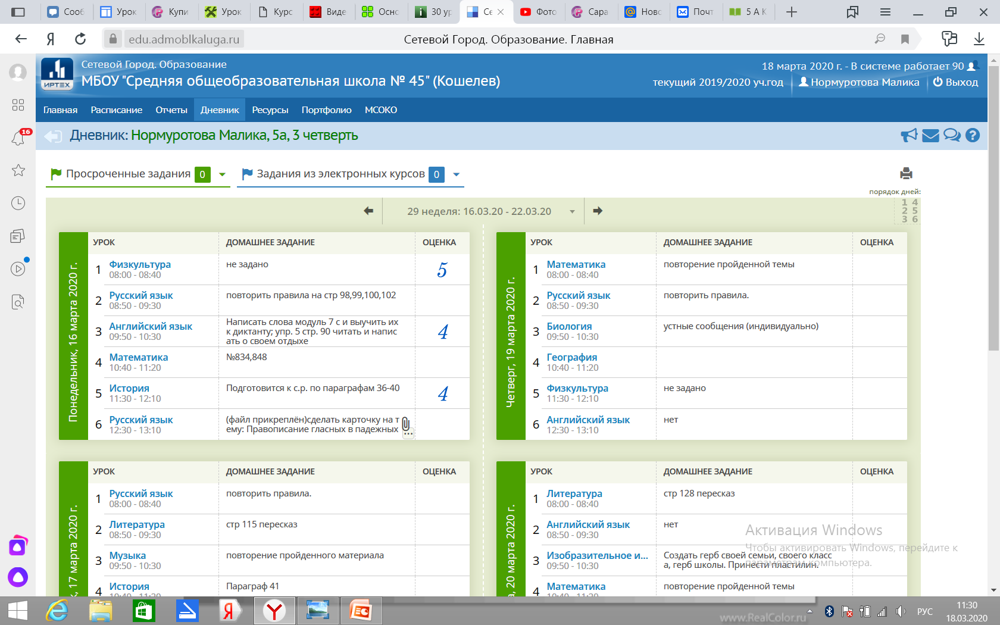 Сооб
Урок
Купи
Урок
Курс
Виде
Осно
30 ур
Се
Фото
Сара
Ново
Почт
5 А К
edu.admoblkaluga.ru
Сетевой Город. Образование. Главная
Сетевой Город. Образование
МБОУ "Средняя общеобразовательная школа № 45" (Кошелев)
ИРТЕХ
18 марта 2020 г. - В системе работает 90
текущий 2019/2020 уч.год
Нормуротова Малика
Выход
Главная
Расписание
Отчеты
Дневник
Ресурсы
Портфолио
МСОКО
16
Дневник: Нормуротова Малика, 5а, 3 четверть
Просроченные задания 0
Задания из электронных курсов 0
порядок дней:
1 4
2 5
3 6
29 неделя: 16.03.20 - 22.03.20
Понедельник, 16 марта 2020 г.
УРОК ДОМАШНЕЕ ЗАДАНИЕ ОЦЕНКА
1 Физкультура не задано 5
08:00 - 08:40
2 Русский язык повторить правила на стр 98,99,100,102
08:50 - 09:30
3 Английский язык Написать слова модуль 7 с и выучить их
09:50 - 10:30 к диктанту; упр. 5 стр. 90 читать и напис 4
ать о своем отдыхе
4 Математика №834,848
10:40 - 11:20
5 История Подготовится к с.р. по параграфам 36-40 4
11:30 - 12:10
6 Русский язык (файл прикреплён)сделать карточку на т
12:30 - 13:10 ему: Правописание гласных в падежных ...
Четверг, 19 марта 2020 г.
УРОК ДОМАШНЕЕ ЗАДАНИЕ ОЦЕНКА
1 Математика повторение пройденной темы
08:00 - 08:40
2 Русский язык повторить правила.
08:50 - 09:30
3 Биология устные сообщения (индивидуально)
09:50 - 10:30
4 География
10:40 - 11:20
5 Физкультура не задано
11:30 - 12:10
6 Английский язык нет
12:30 - 13:10
к, 17 марта 2020 г.
УРОК ДОМАШНЕЕ ЗАДАНИЕ ОЦЕНКА
1 Русский язык повторить правила.
08:00 - 08:40
2 Литература стр 115 пересказ
08:50 - 09:30
3 Музыка повторение пройденного материала
09:50 - 10:30
4 История Параграф 41
10:40 - 11:20
а, 20 марта 2020 г.
УРОК ДОМАШНЕЕ ЗАДАНИЕ ОЦЕНКА
1 Литература стр 128 пересказ
08:00 - 08:40
2 Английский язык нет
08:50 - 09:30
3 Изобразительное и... Создать герб своей семьи, своего класс
09:50 - 10:30 а, герб школы. Принести пластилин.
4 Математика повторение пройденной темы
10:40 - 11:20
Активация Windows
Чтобы активировать Windows, перейдите к
параметрам компьютера.
www.RealColor.ru
РУС
11:30
18.03.2020